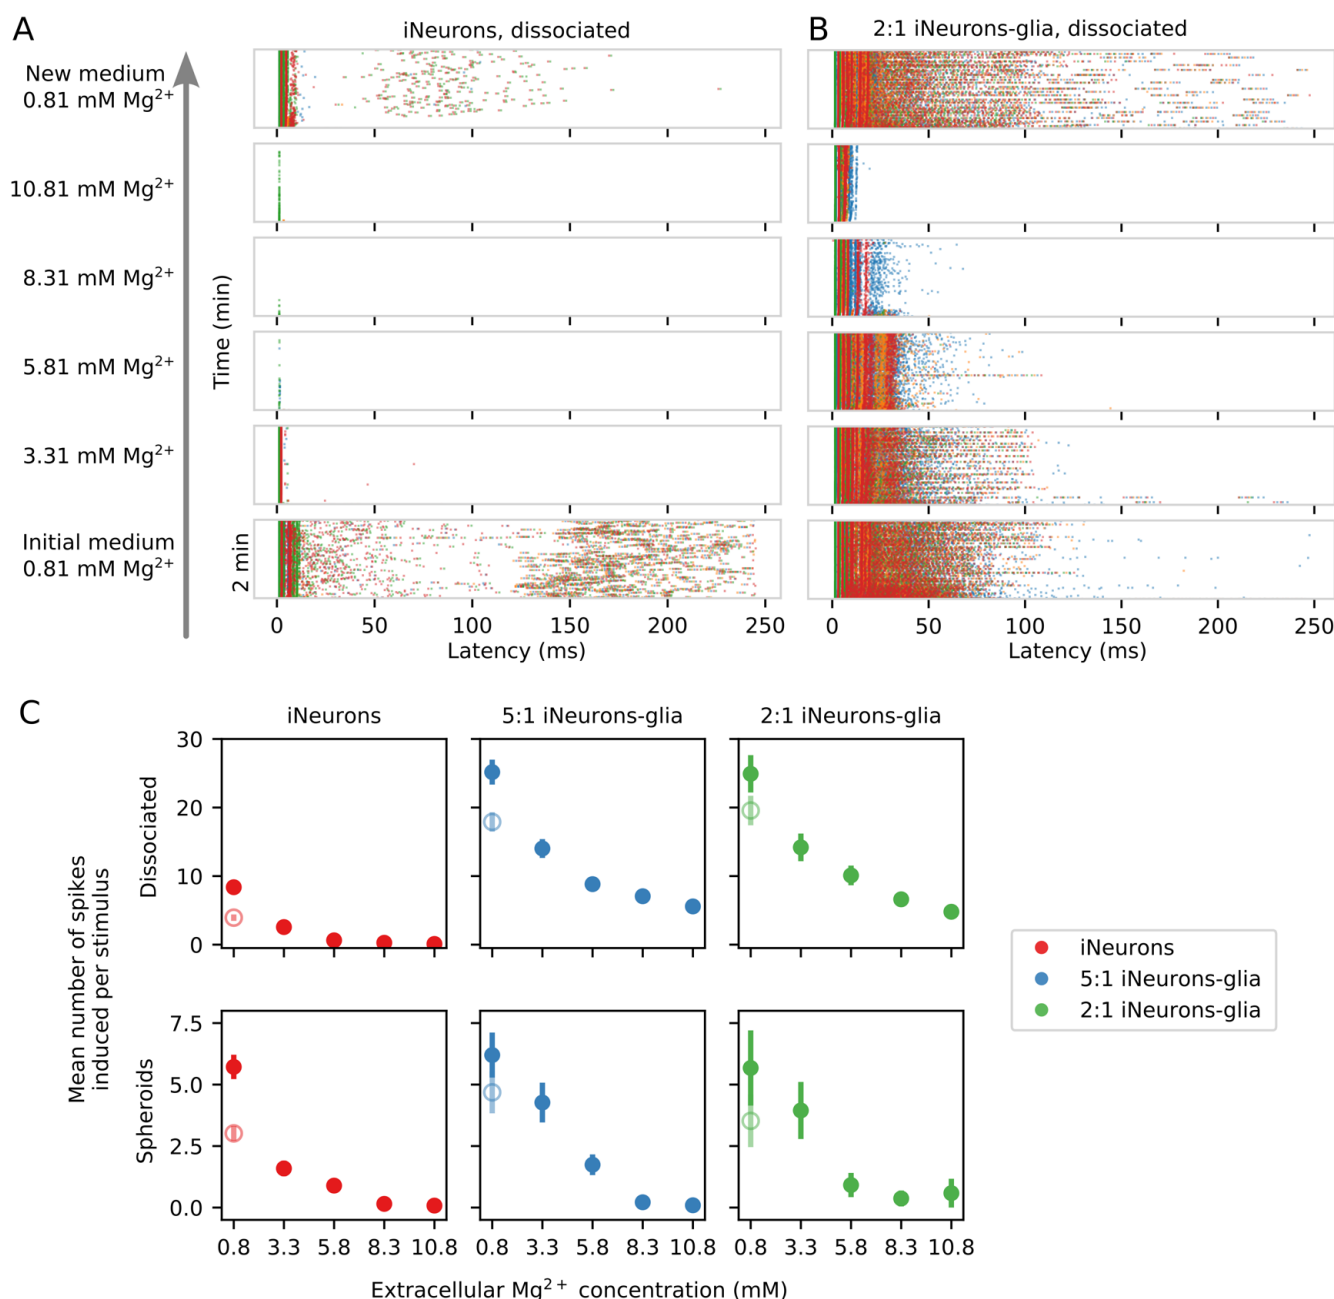 A
iNeurons, dissociated
B
2:1 iNeurons-glia, dissociated
New medium
0.81 mM Mg²⁺
10.81 mM Mg²⁺
8.31 mM Mg²⁺
5.81 mM Mg²⁺
3.31 mM Mg²⁺
Initial medium
0.81 mM Mg²⁺
Time (min)
2 min
0 50 100 150 200 250
Latency (ms)
0 50 100 150 200 250
Latency (ms)
C
iNeurons
5:1 iNeurons-glia
2:1 iNeurons-glia
Mean number of spikes
induced per stimulus
Dissociated
30
20
10
0
Spheroids
7.5
5.0
2.5
0.0
0.8 3.3 5.8 8.3 10.8
0.8 3.3 5.8 8.3 10.8
0.8 3.3 5.8 8.3 10.8
Extracellular Mg²⁺ concentration (mM)
iNeurons
5:1 iNeurons-glia
2:1 iNeurons-glia